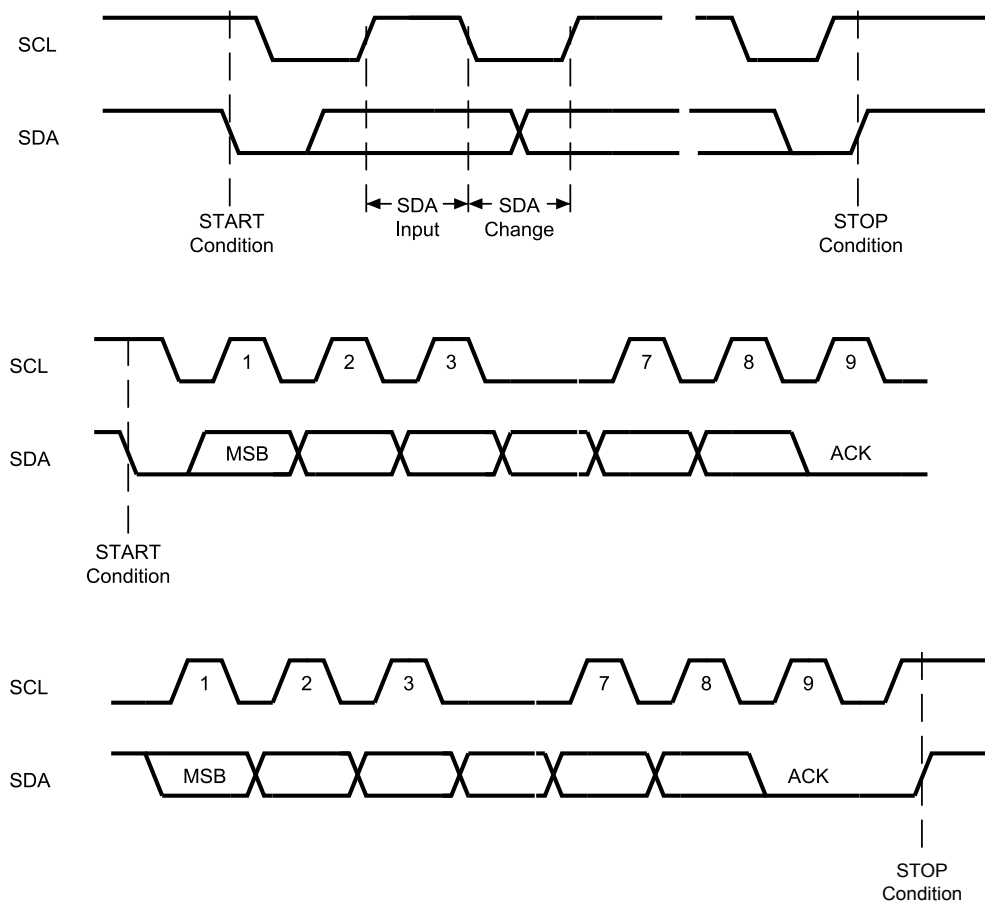 SCL
SDA
SDA
Input
SDA
Change
START
Condition
STOP
Condition
SCL
1
2
3
7
8
9
SDA
MSB
ACK
START
Condition
SCL
1
2
3
7
8
9
SDA
MSB
ACK
STOP
Condition